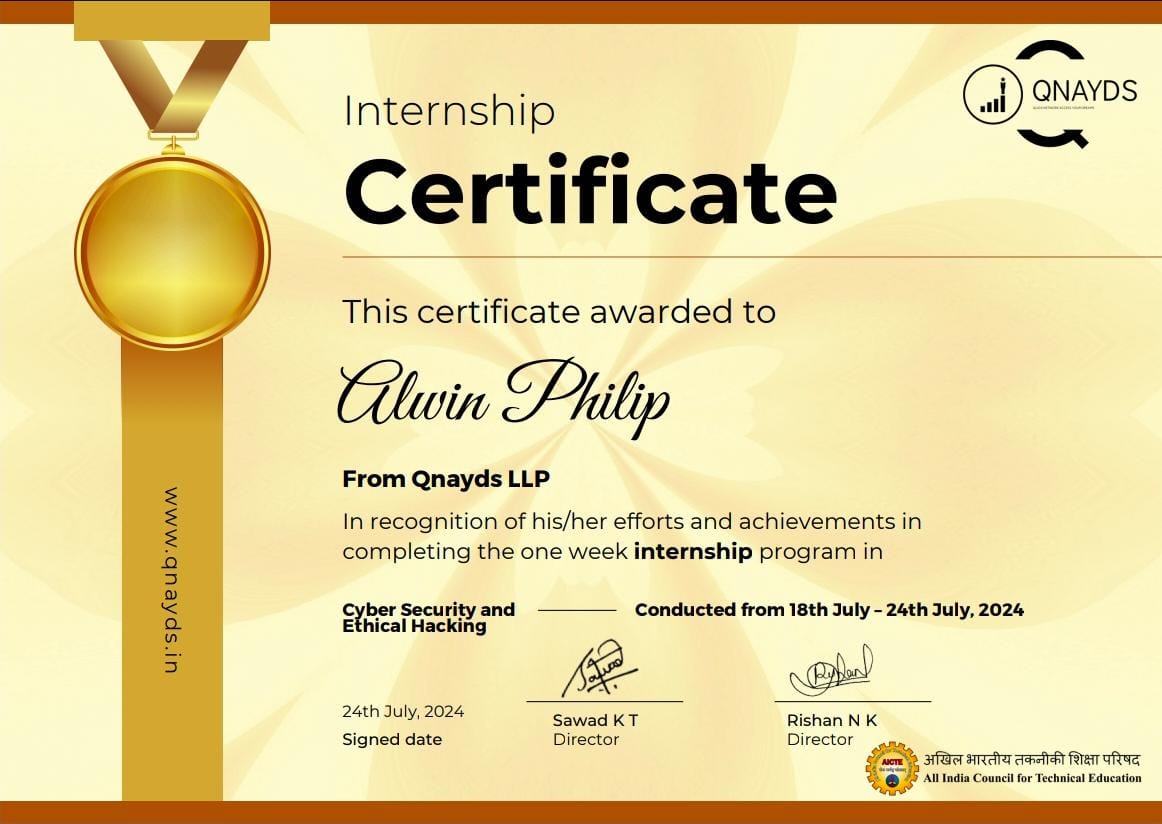 QNAYDS
Internship
Certificate
This certificate awarded to
Alwin Philip
From Qnayds LLP
In recognition of his/her efforts and achievements in
completing the one week internship program in
Cyber Security and
Ethical Hacking
Conducted from 18th July – 24th July, 2024
www.qnayds.in
24th July, 2024
Signed date
Sawad K T
Director
Rishan N K
Director
AICTE
अखिल भारतीय तकनीकी शिक्षा परिषद
All India Council for Technical Education